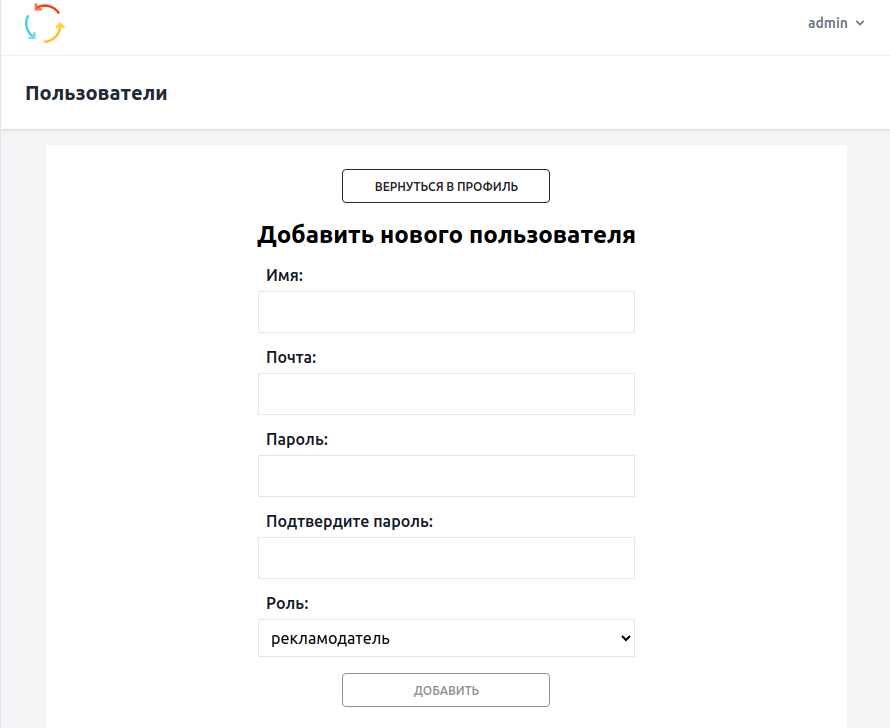 admin
Пользователи
ВЕРНУТЬСЯ В ПРОФИЛЬ
Добавить нового пользователя
Имя:
Почта:
Пароль:
Подтвердите пароль:
Роль:
рекламодатель
ДОБАВИТЬ